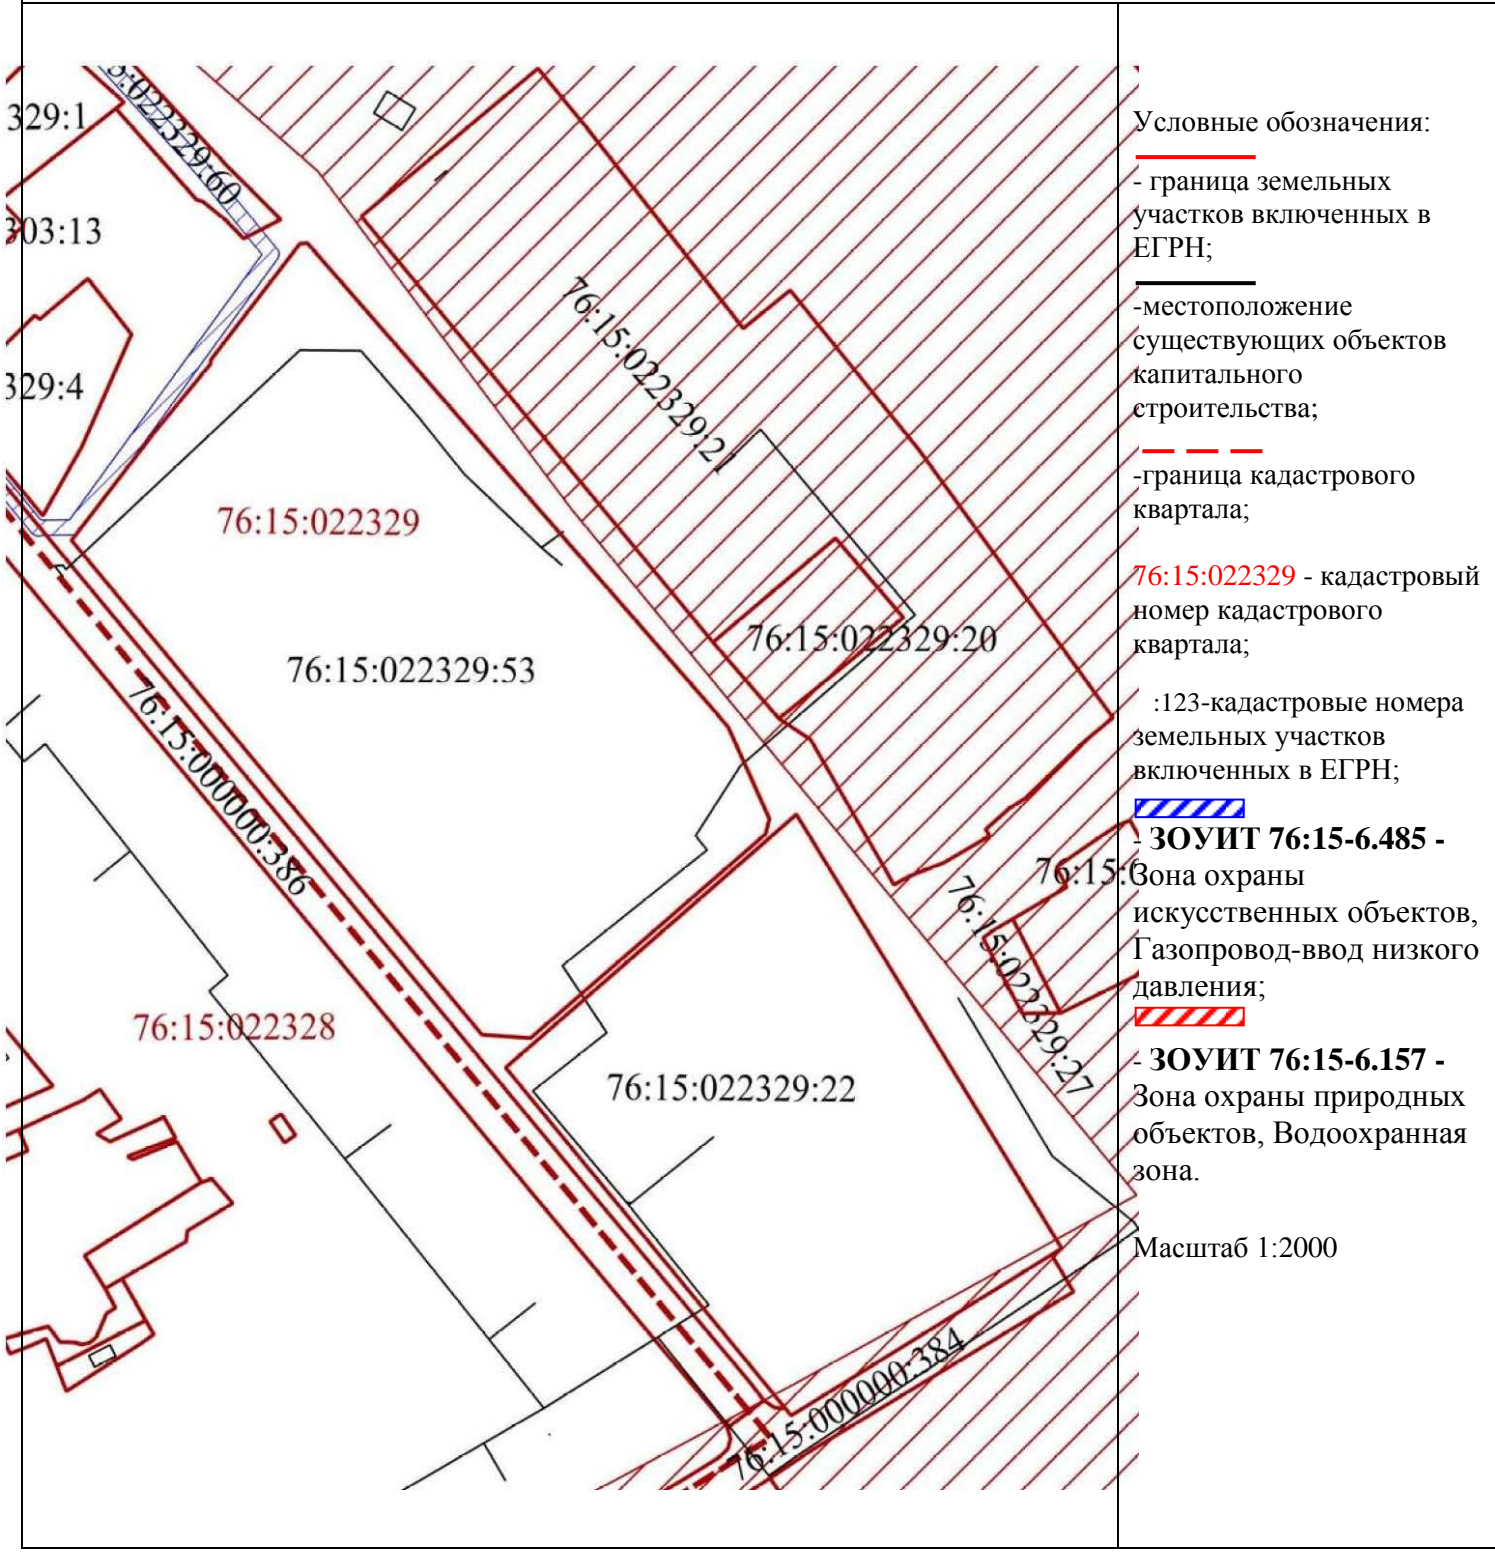 5:022329:60
329:1
303:13
329:4
76:15:022329:21
76:15:022329
76:15:022329:53
76:15:022329:20
76:15:000000:386
76:15:0
76:15:022329:27
76:15:022328
76:15:022329:22
76:15:000000:384
Условные обозначения:
- граница земельных
участков включенных в
ЕГРН;
-местоположение
существующих объектов
капитального
строительства;
-граница кадастрового
квартала;
76:15:022329 - кадастровый
номер кадастрового
квартала;
:123-кадастровые номера
земельных участков
включенных в ЕГРН;
- ЗОУИТ 76:15-6.485 -
Зона охраны
искусственных объектов,
Газопровод-ввод низкого
давления;
- ЗОУИТ 76:15-6.157 -
Зона охраны природных
объектов, Водоохранная
зона.
Масштаб 1:2000